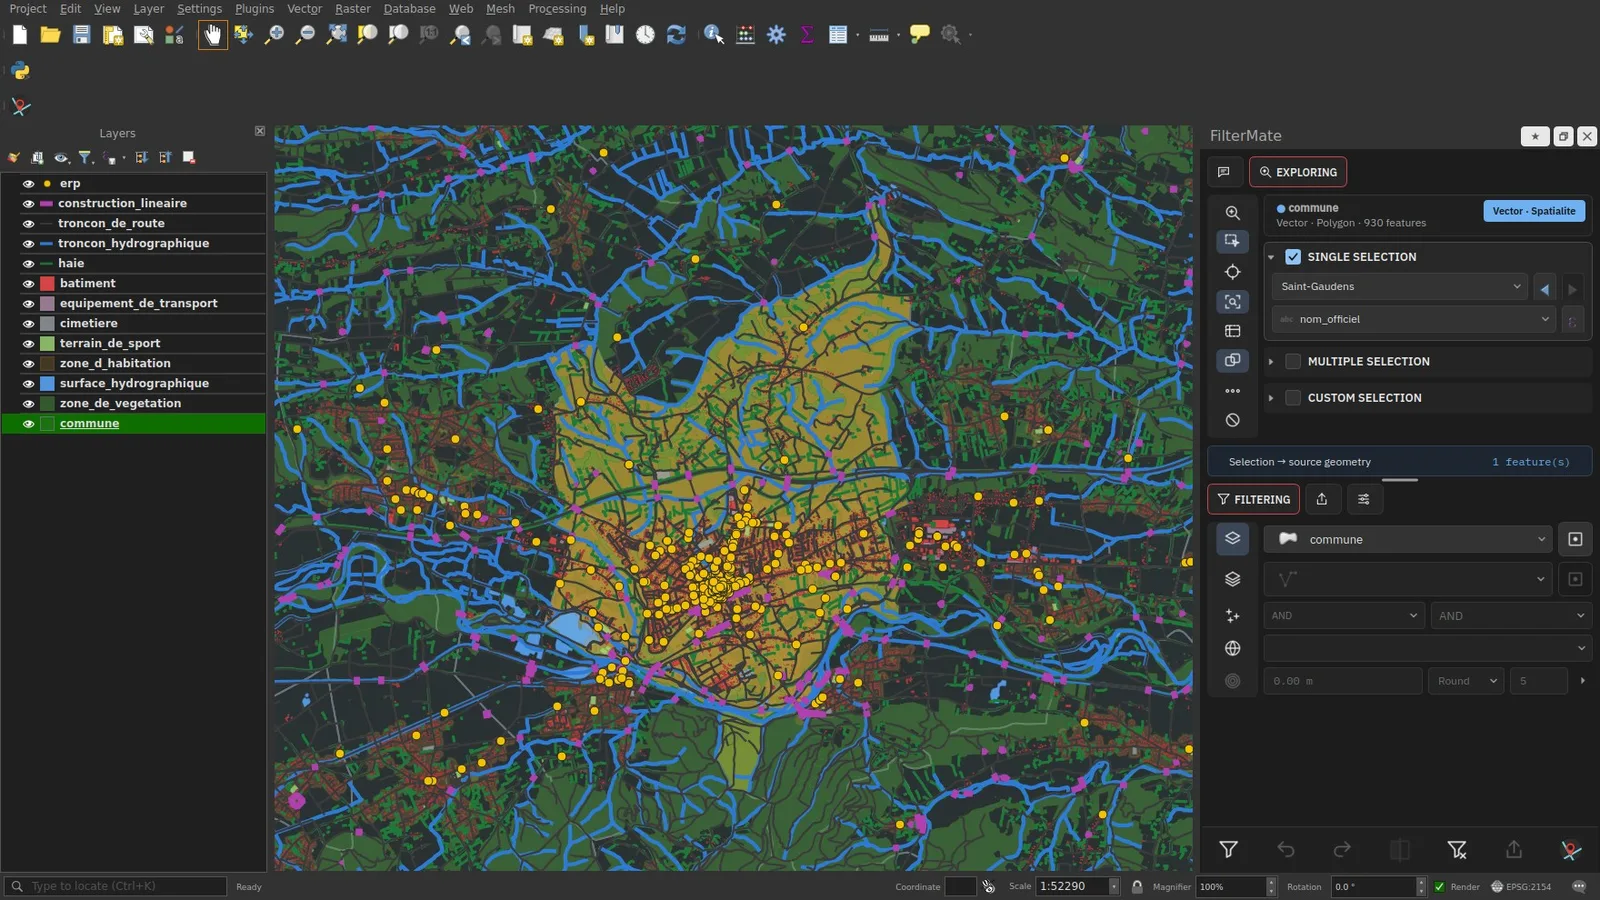 Project Edit View Layer Settings Plugins Vector Raster Database Web Mesh Processing Help
Layers
erp
construction_lineaire
troncon_de_route
troncon_hydrographique
haie
batiment
equipement_de_transport
cimetiere
terrain_de_sport
zone_d_habitation
surface_hydrographique
zone_de_vegetation
commune
FilterMate
EXPLORING
commune
Vector · Polygon · 930 features
Vector · Spatialite
SINGLE SELECTION
Saint-Gaudens
abc nom_officiel
ε
MULTIPLE SELECTION
CUSTOM SELECTION
Selection → source geometry 1 feature(s)
FILTERING
commune
AND AND
0.00 m Round 5
Type to locate (Ctrl+K) Ready Coordinate Scale 1:52290 Magnifier 100% Rotation 0.0 ° Render EPSG:2154